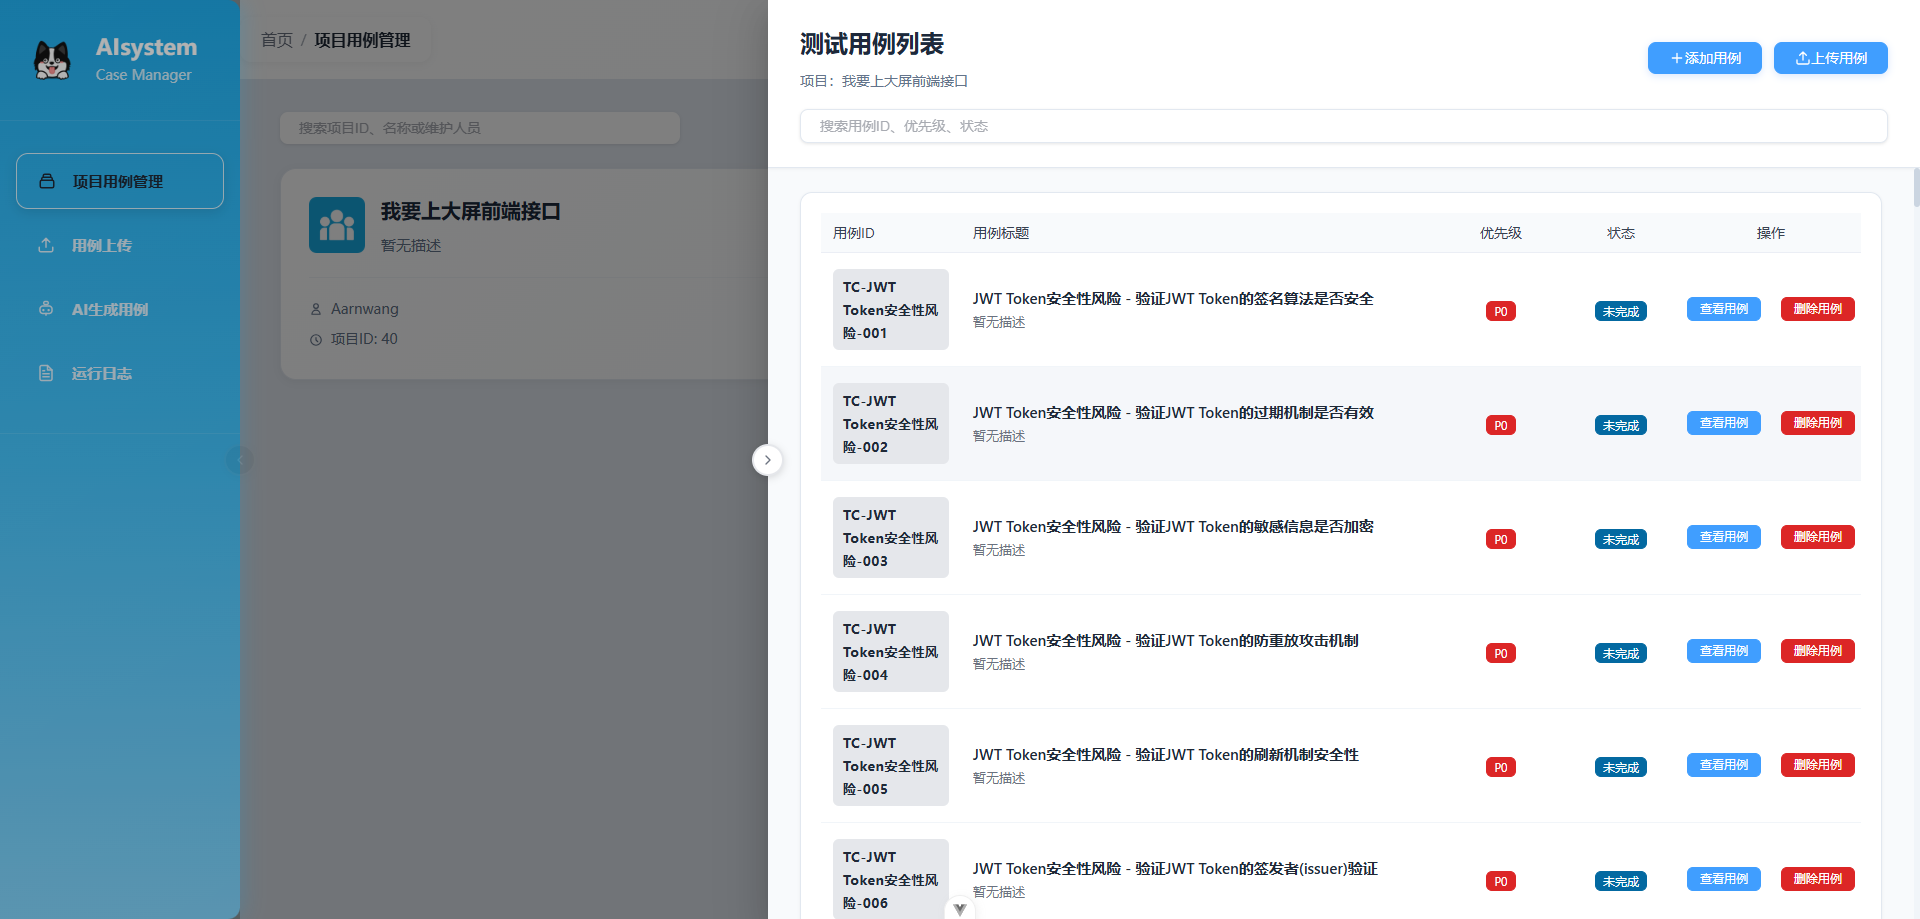 AIsystem
Case Manager
项目用例管理
用例上传
AI生成用例
运行日志
首页 / 项目用例管理
搜索项目ID、名称或维护人员
我要上大屏前端接口
暂无描述
Aarnwang
项目ID: 40
测试用例列表
项目：我要上大屏前端接口
添加用例
上传用例
搜索用例ID、优先级、状态
用例ID 用例标题 优先级 状态 操作
TC-JWT
Token安全性风
险-001
JWT Token安全性风险 - 验证JWT Token的签名算法是否安全
暂无描述
P0 未完成 查看用例 删除用例
TC-JWT
Token安全性风
险-002
JWT Token安全性风险 - 验证JWT Token的过期机制是否有效
暂无描述
P0 未完成 查看用例 删除用例
TC-JWT
Token安全性风
险-003
JWT Token安全性风险 - 验证JWT Token的敏感信息是否加密
暂无描述
P0 未完成 查看用例 删除用例
TC-JWT
Token安全性风
险-004
JWT Token安全性风险 - 验证JWT Token的防重放攻击机制
暂无描述
P0 未完成 查看用例 删除用例
TC-JWT
Token安全性风
险-005
JWT Token安全性风险 - 验证JWT Token的刷新机制安全性
暂无描述
P0 未完成 查看用例 删除用例
TC-JWT
Token安全性风
险-006
JWT Token安全性风险 - 验证JWT Token的签发者(issuer)验证
暂无描述
P0 未完成 查看用例 删除用例